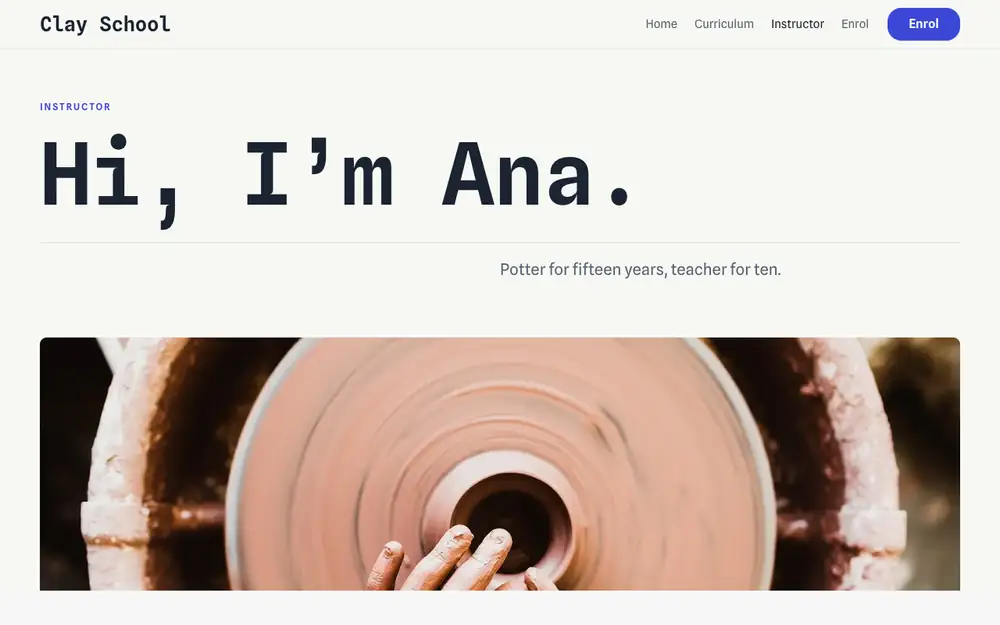 Clay School
Home Curriculum Instructor Enrol Enrol
INSTRUCTOR
Hi, I’m Ana.
Potter for fifteen years, teacher for ten.